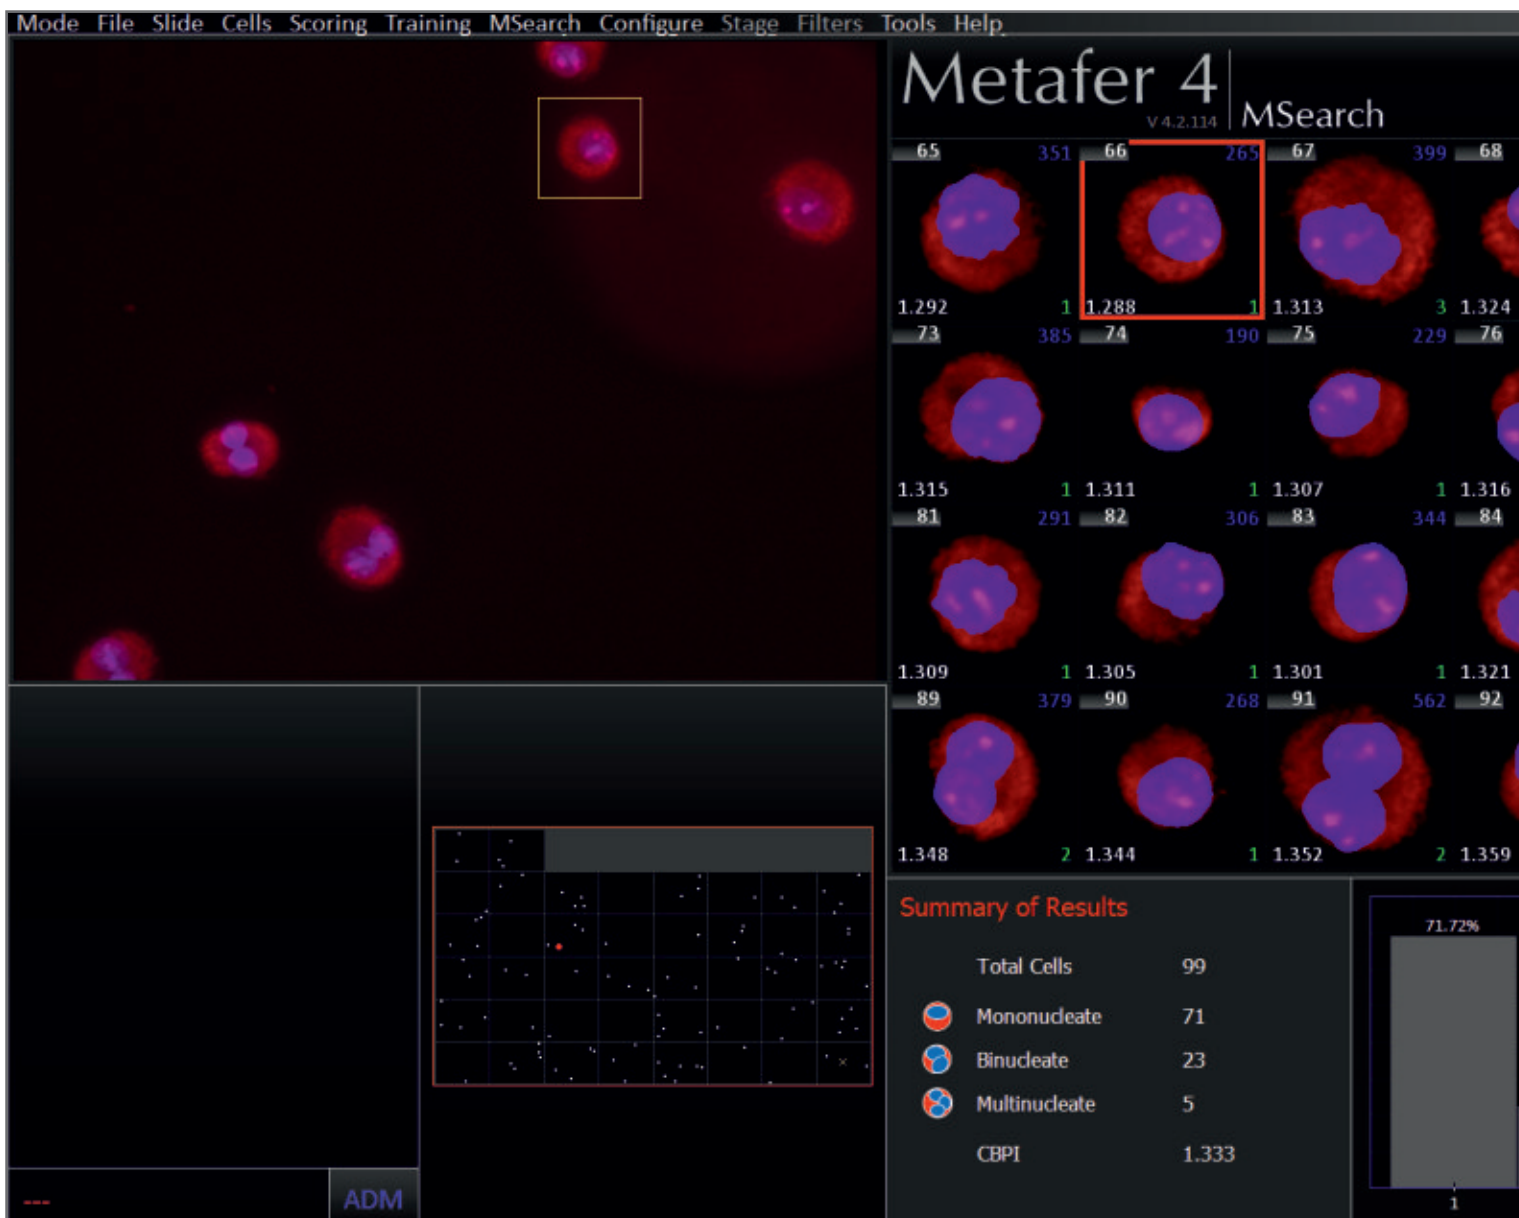 Mode File Slide Cells Scoring Training MSearch Configure Stage Filters Tools Help
Metafer 4
V 4.2.114
MSearch
65 351 66 265 67 399 68
1.292 1 1.288 1 1.313 3 1.324
73 385 74 190 75 229 76
1.315 1 1.311 1 1.307 1 1.316
81 291 82 306 83 344 84
1.309 1 1.305 1 1.301 1 1.321
89 379 90 268 91 562 92
1.348 2 1.344 1 1.352 2 1.359
Summary of Results
Total Cells 99
Mononucleate 71
Binucleate 23
Multinucleate 5
CBPI 1.333
71.72%
1
---
ADM